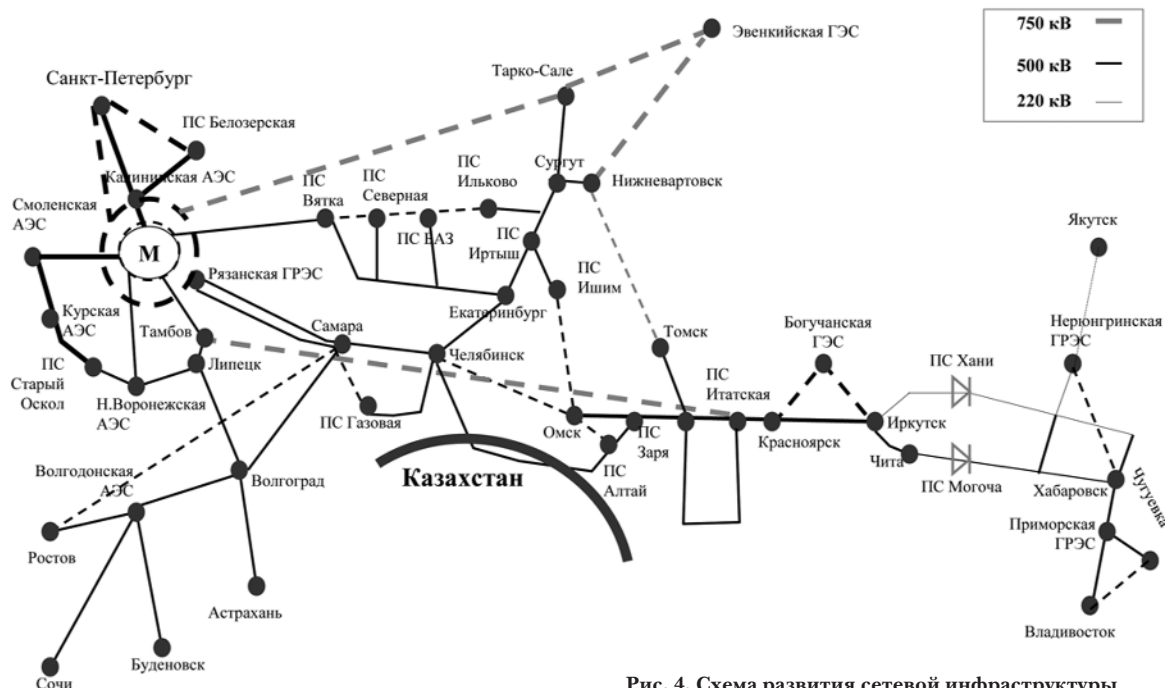 750 кВ
500 кВ
220 кВ
Эвенкийская ГЭС
Тарко-Сале
Санкт-Петербург
ПС Белозерская
Калининская АЭС
Смоленская
АЭС
М
ПС
Вятка
ПС
Северная
ПС
Ильково
ПС БАЗ
Сургут
Нижневартовск
ПС
Иртыш
ПС
Ишим
Екатеринбург
Рязанская ГРЭС
Курская
АЭС
Тамбов
Липецк
ПС
Старый
Оскол
Н.Воронежская
АЭС
Самара
Челябинск
ПС Газовая
Томск
Богучанская
ГЭС
ПС
Итатская
Омск
ПС
Заря
ПС
Алтай
Красноярск
Иркутск
Чита
ПС Хани
ПС Могоча
Якутск
Нерюнгринская
ГРЭС
Хабаровск
Чугуевка
Приморская
ГРЭС
Владивосток
Казахстан
Волгодонская
АЭС
Волгоград
Ростов
Астрахань
Буденовск
Сочи
Рис. 4. Схема развития сетевой инфраструктуры